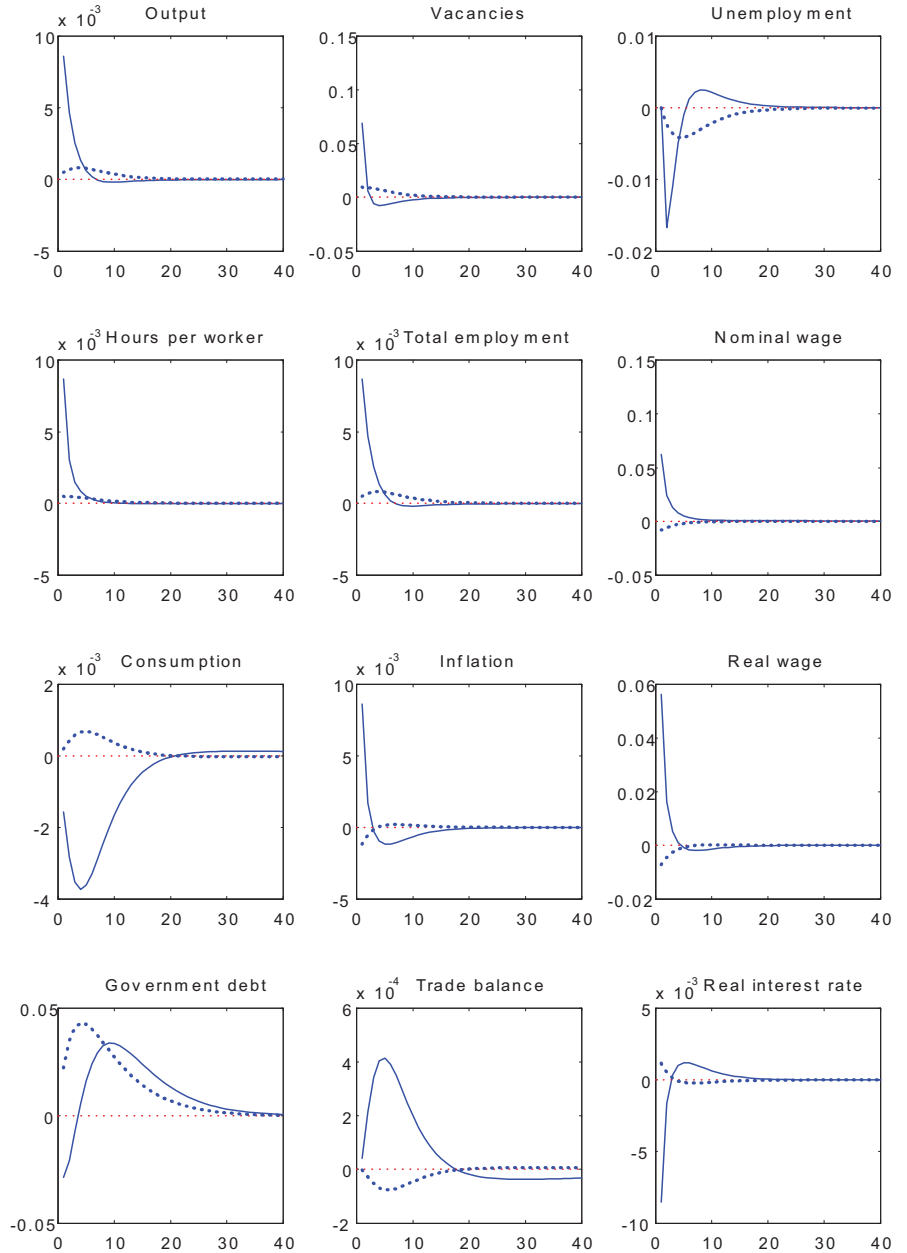 x 10-3 Output
10
5
0
-5
0 10 20 30 40
Vacancies
0.15
0.1
0.05
0
-0.05
0 10 20 30 40
Unemployment
0.01
0
-0.01
-0.02
0 10 20 30 40
x 10-3 Hours per worker
10
5
0
-5
0 10 20 30 40
x 10-3 Total employment
10
5
0
-5
0 10 20 30 40
Nominal wage
0.15
0.1
0.05
0
-0.05
0 10 20 30 40
x 10-3 Consumption
2
0
-2
-4
0 10 20 30 40
x 10-3 Inflation
10
5
0
-5
0 10 20 30 40
Real wage
0.06
0.04
0.02
0
-0.02
0 10 20 30 40
Government debt
0.05
0
-0.05
0 10 20 30 40
x 10-4 Trade balance
6
4
2
0
-2
0 10 20 30 40
x 10-3 Real interest rate
5
0
-5
-10
0 10 20 30 40